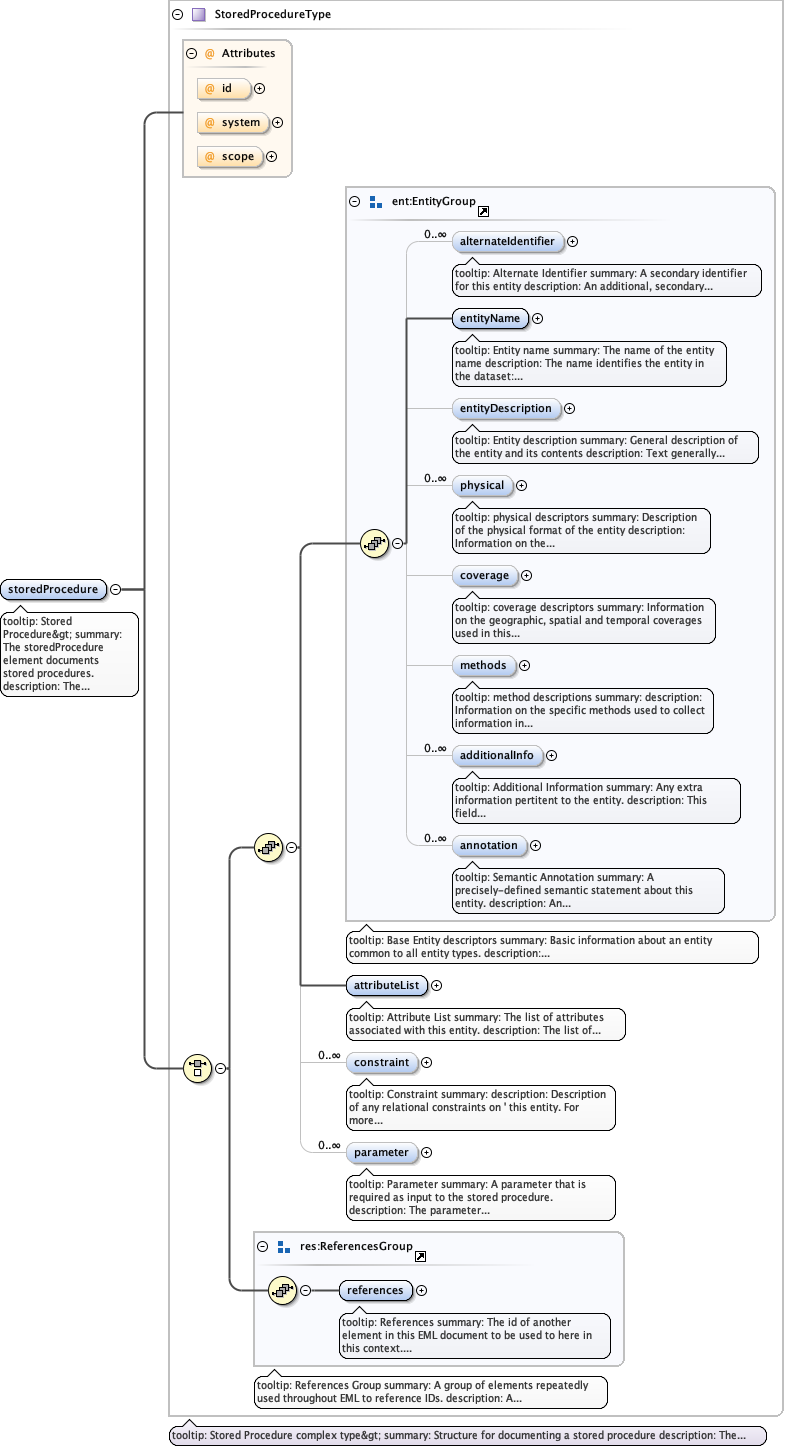 StoredProcedureType
@ Attributes
@ id
@ system
@ scope
ent:EntityGroup
0..∞
alternateIdentifier
tooltip: Alternate Identifier summary: A secondary identifier
for this entity description: An additional, secondary...
entityName
tooltip: Entity name summary: The name of the entity
name description: The name identifies the entity in
the dataset:...
entityDescription
tooltip: Entity description summary: General description of
the entity and its contents description: Text generally...
0..∞
physical
tooltip: physical descriptors summary: Description
of the physical format of the entity description:
Information on the...
coverage
tooltip: coverage descriptors summary: Information
on the geographic, spatial and temporal coverages
used in this...
methods
tooltip: method descriptions summary: description:
Information on the specific methods used to collect
information in...
0..∞
additionalInfo
tooltip: Additional Information summary: Any extra
information pertitent to the entity. description: This
field...
0..∞
annotation
tooltip: Semantic Annotation summary: A
precisely-defined semantic statement about this
entity. description: An...
tooltip: Base Entity descriptors summary: Basic information about an entity
common to all entity types. description:...
storedProcedure
tooltip: Stored
Procedure&gt; summary:
The storedProcedure
element documents
stored procedures.
description: The...
attributeList
tooltip: Attribute List summary: The list of attributes
associated with this entity. description: The list of...
0..∞
constraint
tooltip: Constraint summary: description: Description
of any relational constraints on ' this entity. For
more...
0..∞
parameter
tooltip: Parameter summary: A parameter that is
required as input to the stored procedure.
description: The parameter...
res:ReferencesGroup
references
tooltip: References summary: The id of another
element in this EML document to be used to here in
this context....
tooltip: References Group summary: A group of elements repeatedly
used throughout EML to reference IDs. description: A...
tooltip: Stored Procedure complex type&gt; summary: Structure for documenting a stored procedure description: The...